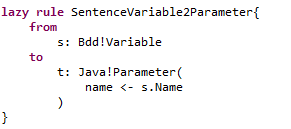 lazy rule SentenceVariable2Parameter{
    from
        s: Bdd!Variable
    to
        t: Java!Parameter(
            name <- s.Name
        )
}